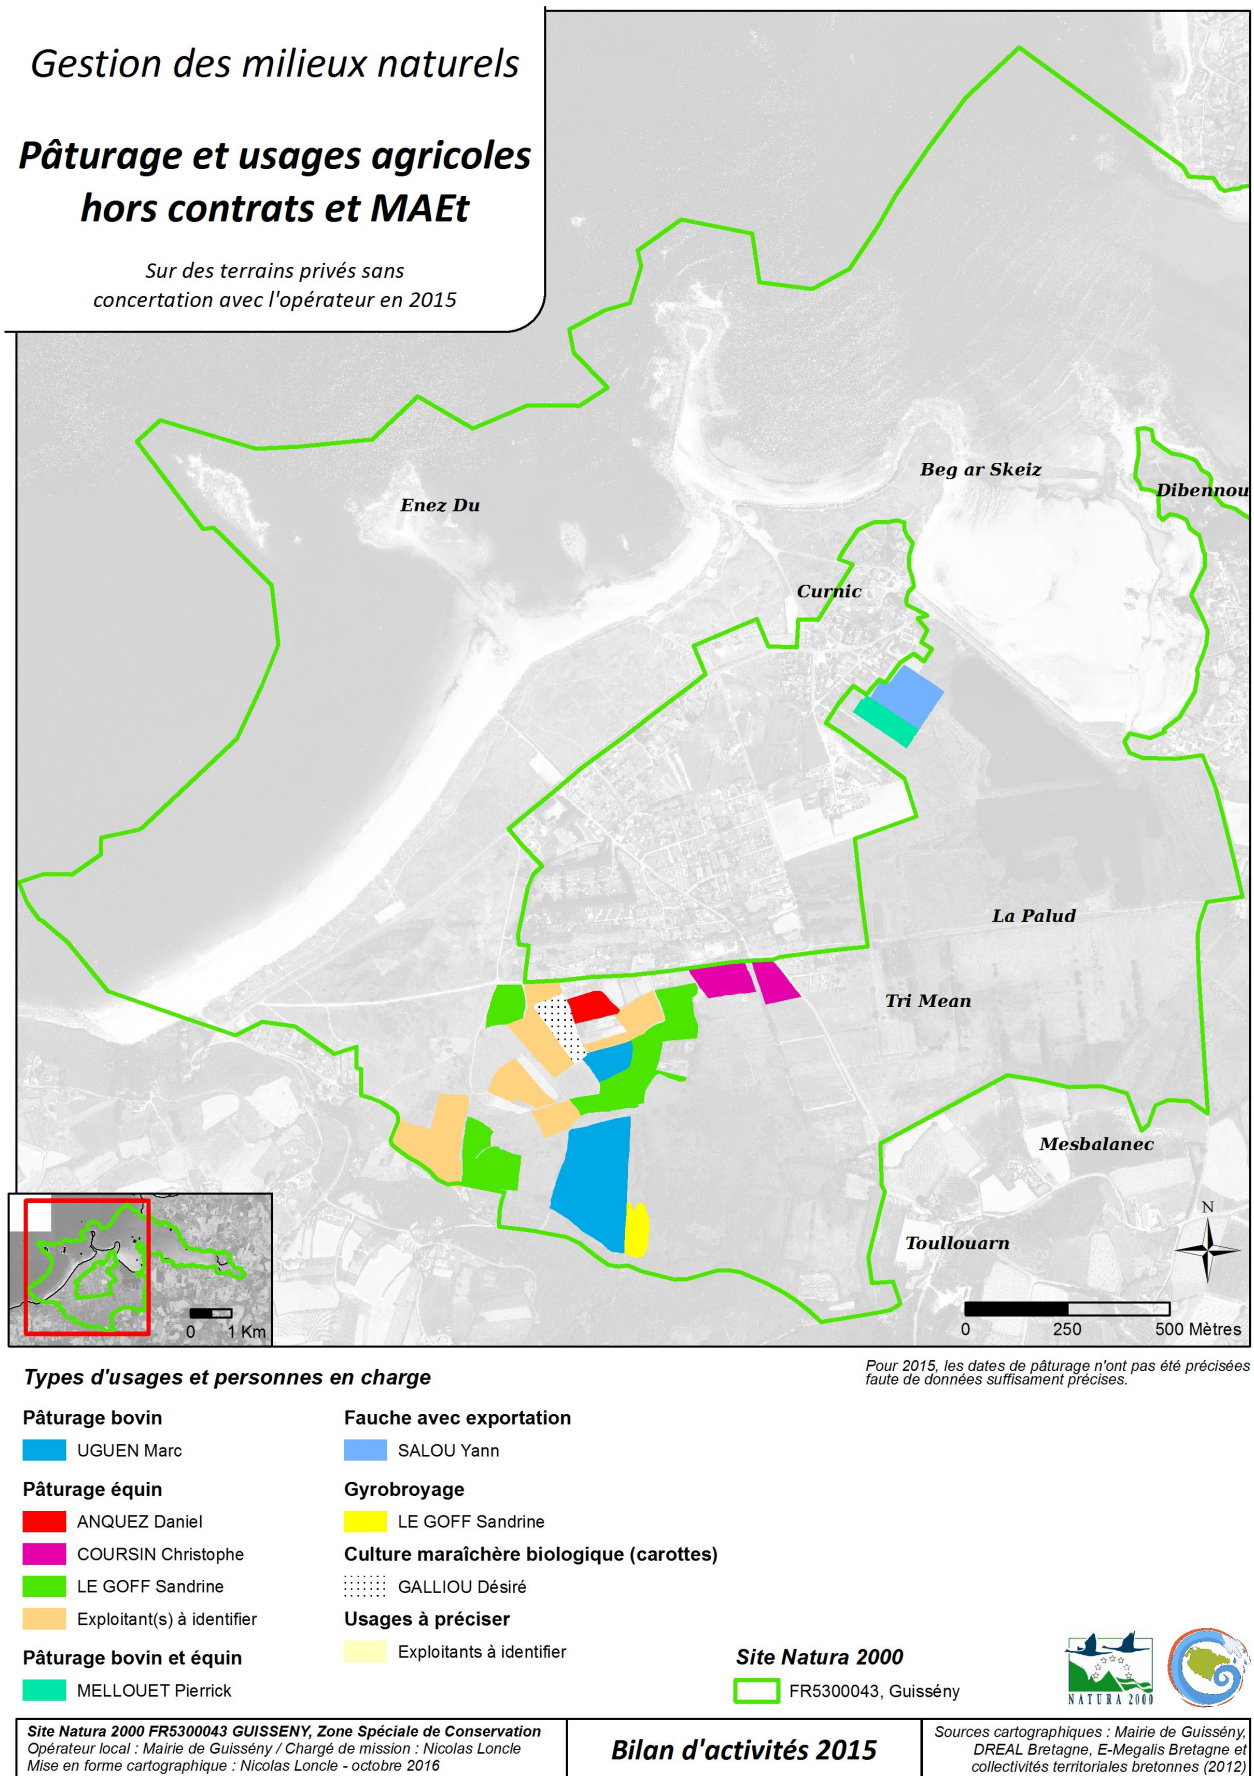 Gestion des milieux naturels
Pâturage et usages agricoles
hors contrats et MAEt
Sur des terrains privés sans
concertation avec l'opérateur en 2015
Beg ar Skeiz
Dibennou
Enez Du
Curnic
La Palud
Tri Mean
Mesbalanec
Toullouarn
N
0 250 500 Mètres
0 1 Km
Pour 2015, les dates de pâturage n'ont pas été précisées
faute de données suffisament précises.
Types d'usages et personnes en charge
Pâturage bovin
UGUEN Marc
Pâturage équin
ANQUEZ Daniel
COURSIN Christophe
LE GOFF Sandrine
Exploitant(s) à identifier
Pâturage bovin et équin
MELLOUET Pierrick
Fauche avec exportation
SALOU Yann
Gyrobroyage
LE GOFF Sandrine
Culture maraîchère biologique (carottes)
GALLIOU Désiré
Usages à préciser
Exploitants à identifier
Site Natura 2000
FR5300043, Guissény
NATURA 2000
Site Natura 2000 FR5300043 GUISSENY, Zone Spéciale de Conservation
Opérateur local : Mairie de Guissény / Chargé de mission : Nicolas Loncle
Mise en forme cartographique : Nicolas Loncle - octobre 2016
Bilan d'activités 2015
Sources cartographiques : Mairie de Guissény,
DREAL Bretagne, E-Megalis Bretagne et
collectivités territoriales bretonnes (2012)